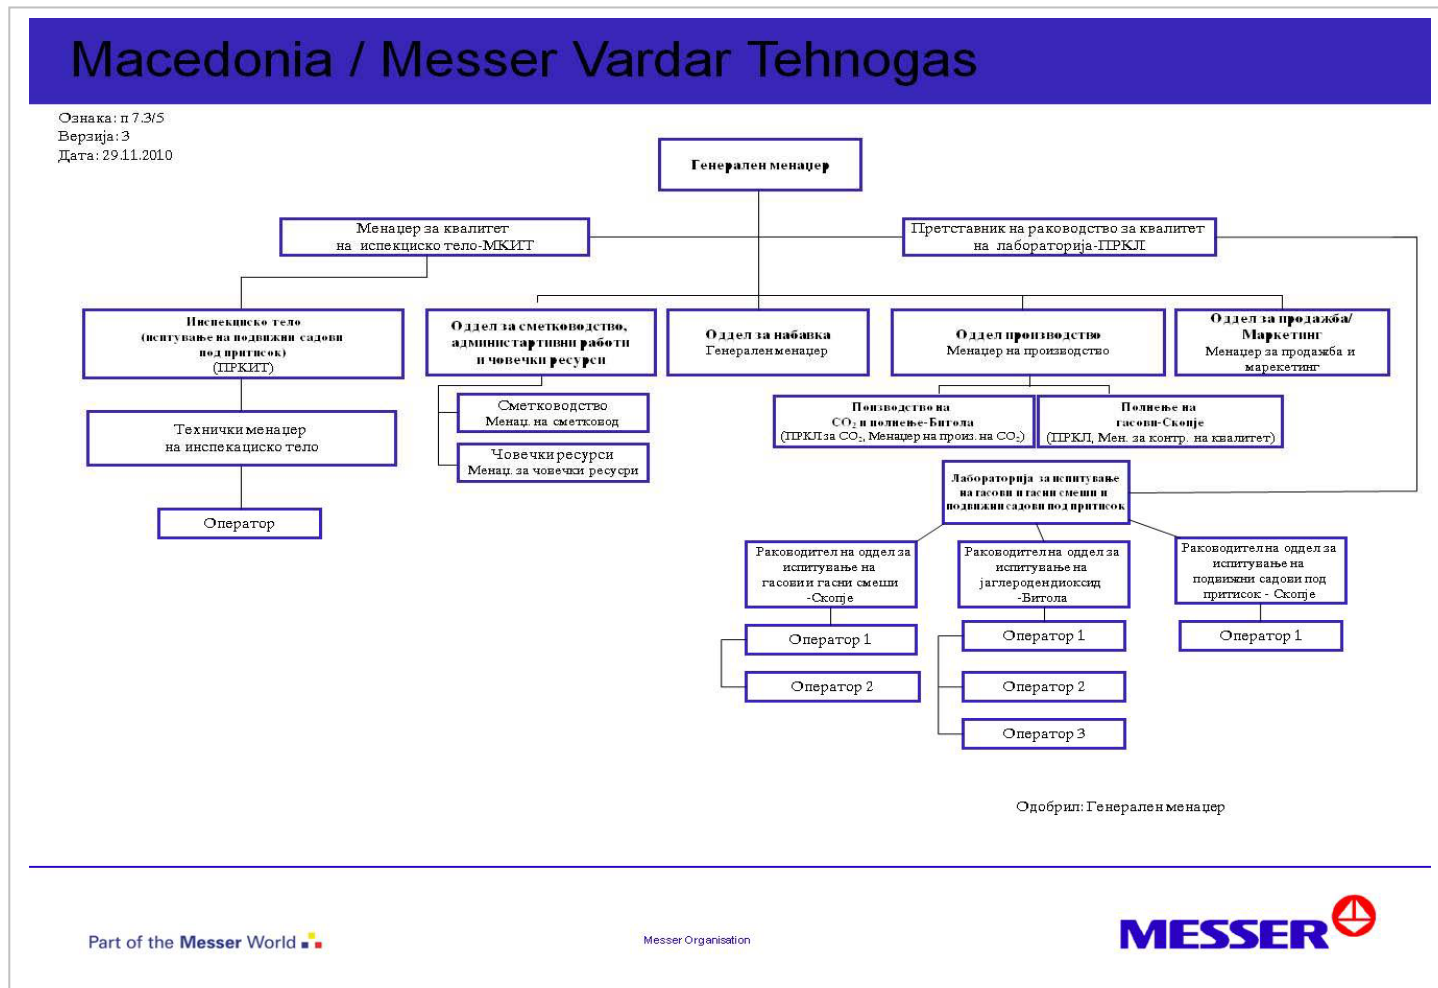 Macedonia / Messer Vardar Tehnogas
Ознака: п 7.3/5
Верзија: 3
Дата: 29.11.2010
Генерален менаџер
Менаџер за квалитет
на испекциско тело-МКИТ
Претставник на раководство за квалитет
на лабораторија-ПРКЛ
Инспекциско тело
(испитување на подвижни садови
под притисок)
(ПРКИТ)
Оддел за сметководство,
администартивни работи
и човечки ресурси
Оддел за набавка
Генерален менаџер
Оддел производство
Менаџер на производство
Оддел за продажба/
Маркетинг
Менаџер за продажба и
марекетинг
Технички менаџер
на инспекациско тело
Оператор
Сметководство
Менаџ. на сметковод
Човечки ресурси
Менаџ. за човечки ресусри
Поизводство на
CO₂ и полнење-Битола
(ПРКЛ за CO₂, Менаџер на произ. на CO₂)
Полнење на
гасови-Скопје
(ПРКЛ, Мен. за контр. на квалитет)
Лабораторија за испитување
на гасови и гасни смеши и
подвижни садови под притисок
Раководител на оддел за
испитување на
гасови и гасни смеши
-Скопје
Раководител на оддел за
испитување на
јаглероден диоксид
-Битола
Раководител на оддел за
испитување на
подвижни садови под
притисок - Скопје
Оператор 1
Оператор 2
Оператор 1
Оператор 2
Оператор 3
Оператор 1
Одобрил: Генерален менаџер
Part of the Messer World
Messer Organisation
MESSER